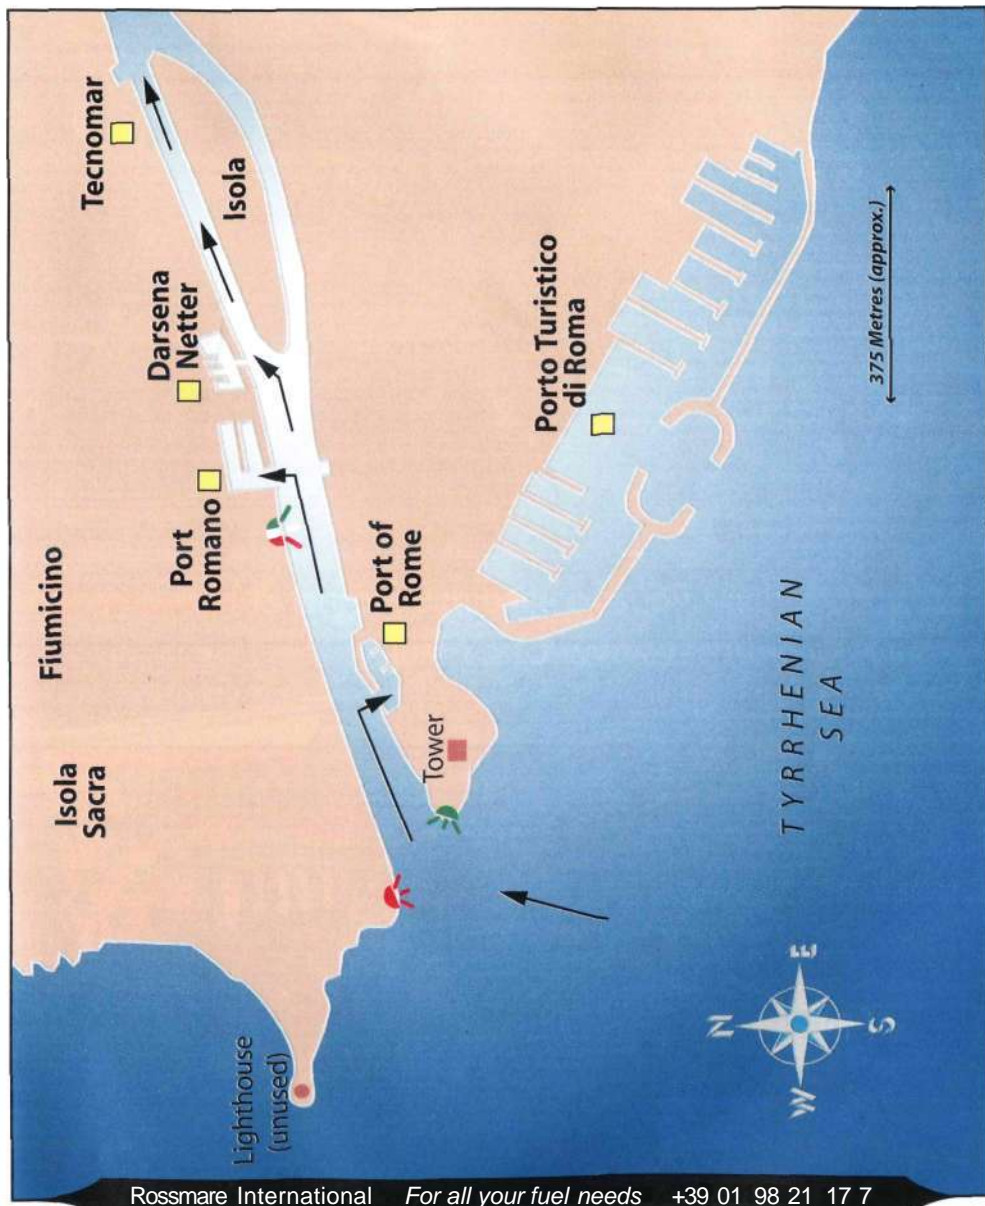 Tecnomar
Isola
Darsena
Netter
Port
Romano
Fiumicino
Port of
Rome
Isola
Sacra
Tower
Porto Turistico
di Roma
375 Metres (approx.)
TYRRHENIAN
SEA
Lighthouse
(unused)
N
E
S
W
Rossmare International For all your fuel needs +39 01 98 21 17 7